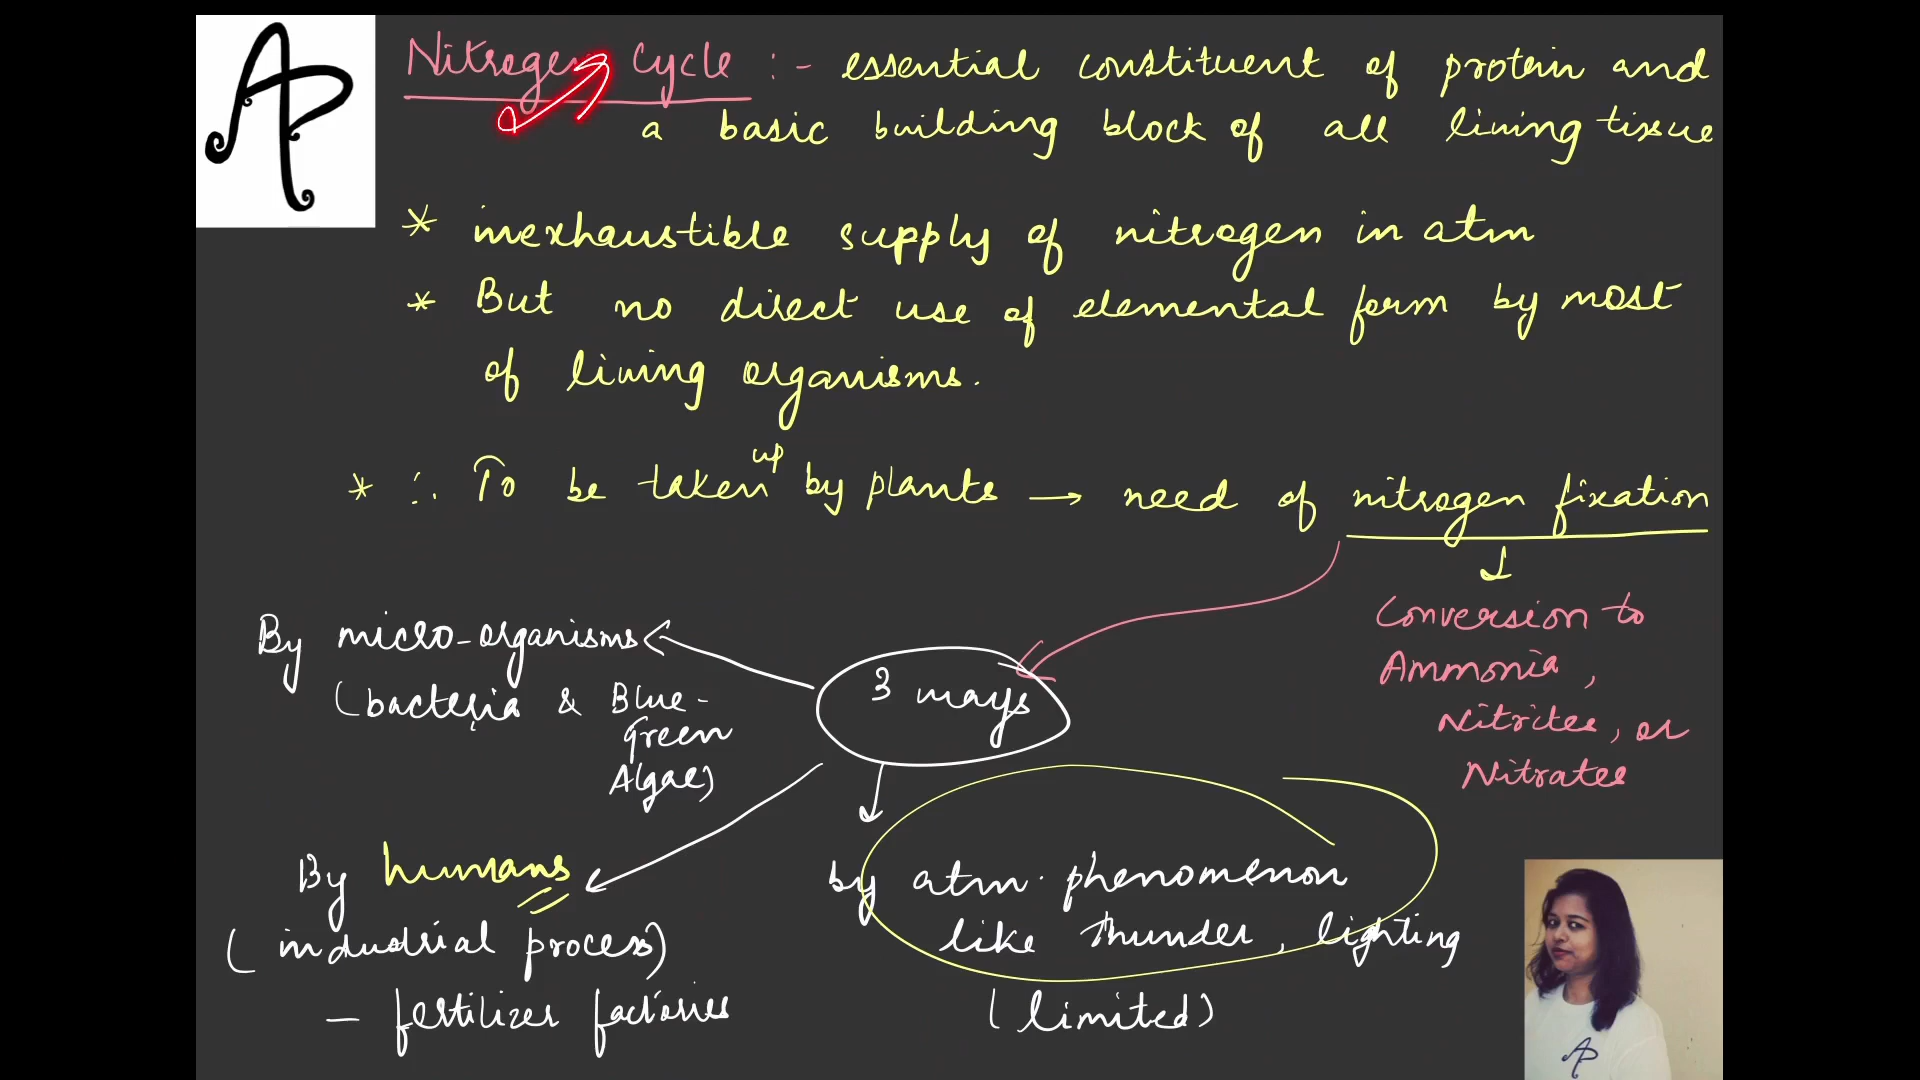 AP
Nitrogen Cycle :- essential constituent of protein and
a basic building block of all living tissue
* inexhaustible supply of nitrogen in atm
* But no direct use of elemental form by most
of living organisms.
* ∴ To be taken up by plants → need of nitrogen fixation
Conversion to
Ammonia,
Nitrites, or
Nitrates
3 ways
By micro-organisms
(bacteria & Blue-
Green
Algae)
By humans
(industrial process)
- fertilizer factories
by atm. phenomenon
like thunder, lighting
(limited)
AP